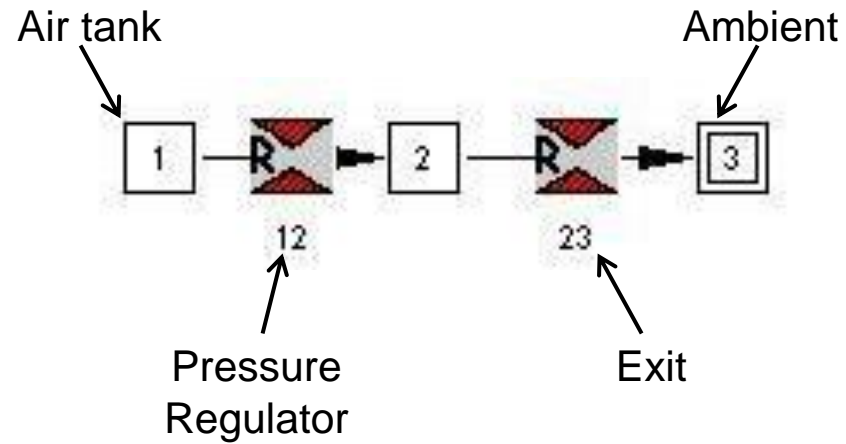 Air tank
Ambient
1
R
2
R
3
12
23
Pressure
Regulator
Exit